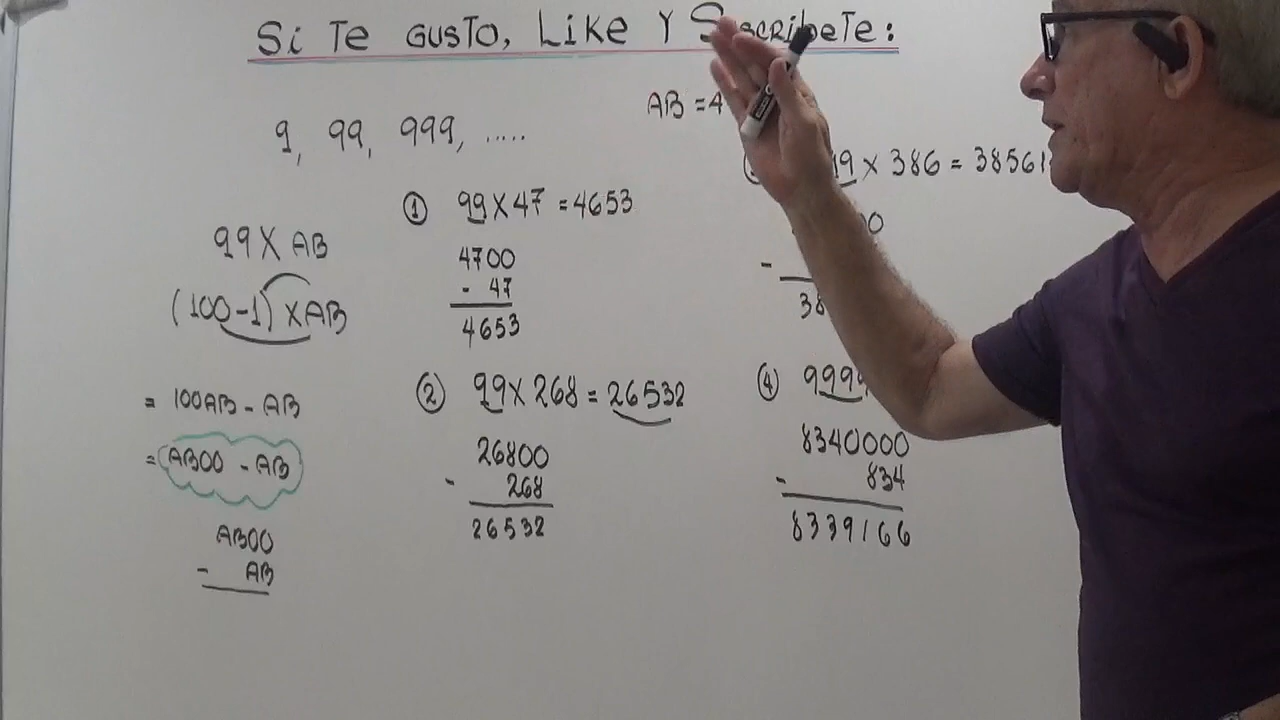 Si TE GUSTO, LiKE Y SuscRibeTe:
9, 99, 999, .....
AB = 4
99 X AB
(100-1) X AB
= 100AB - AB
= AB00 - AB
AB00
- AB
① 99 X 47 = 4653
4700
- 47
4653
② 99 X 268 = 26532
26800
- 268
26532
X 386 = 3856
-
38
④ 999
8340000
- 834
8339166